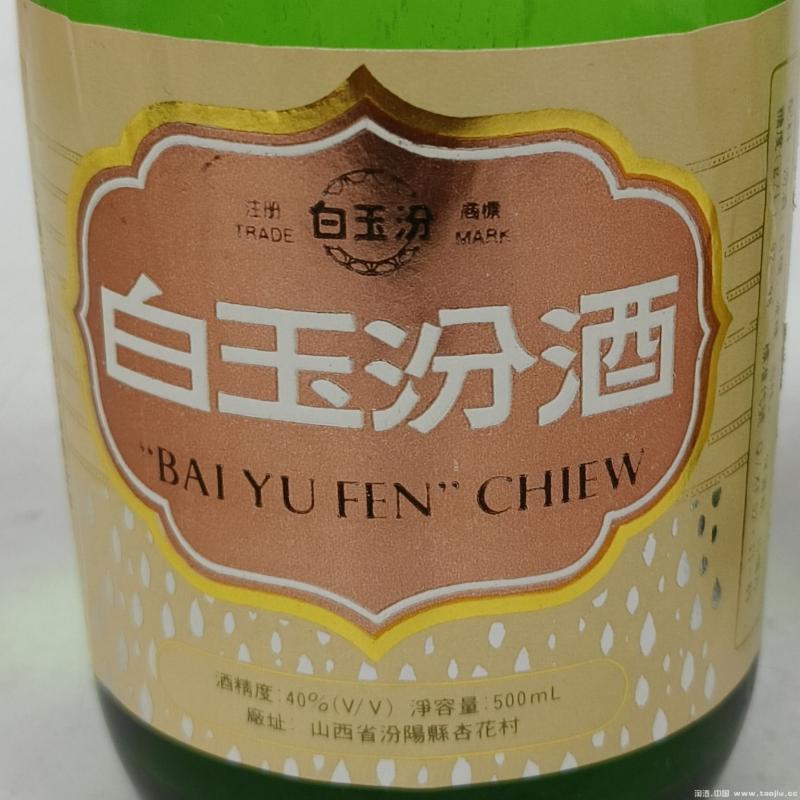 注册 白玉汾 商標
TRADE MARK
白玉汾酒
"BAI YU FEN" CHIEW
酒精度:40%(V/V) 淨容量:500mL
廠址: 山西省汾陽縣杏花村
淘酒.中国 www.taojiu.cc